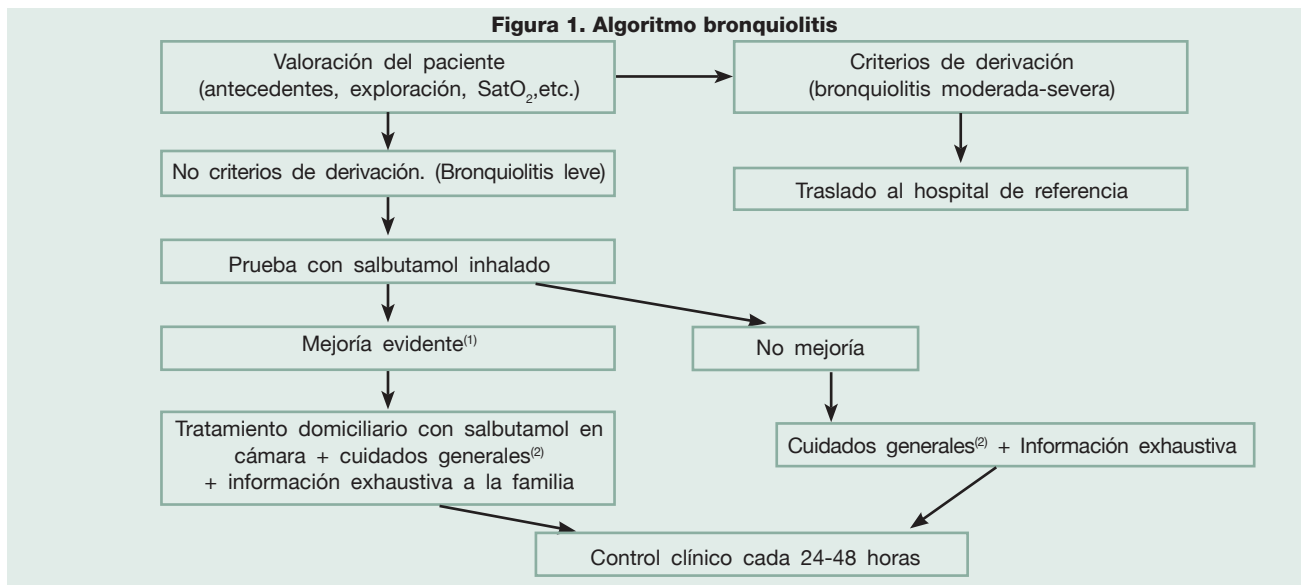 Figura 1. Algoritmo bronquiolitis
Valoración del paciente
(antecedentes, exploración, SatO2,etc.)
Criterios de derivación
(bronquiolitis moderada-severa)
No criterios de derivación. (Bronquiolitis leve)
Traslado al hospital de referencia
Prueba con salbutamol inhalado
Mejoría evidente(1)
No mejoría
Tratamiento domiciliario con salbutamol en
cámara + cuidados generales(2)
+ información exhaustiva a la familia
Cuidados generales(2) + Información exhaustiva
Control clínico cada 24-48 horas